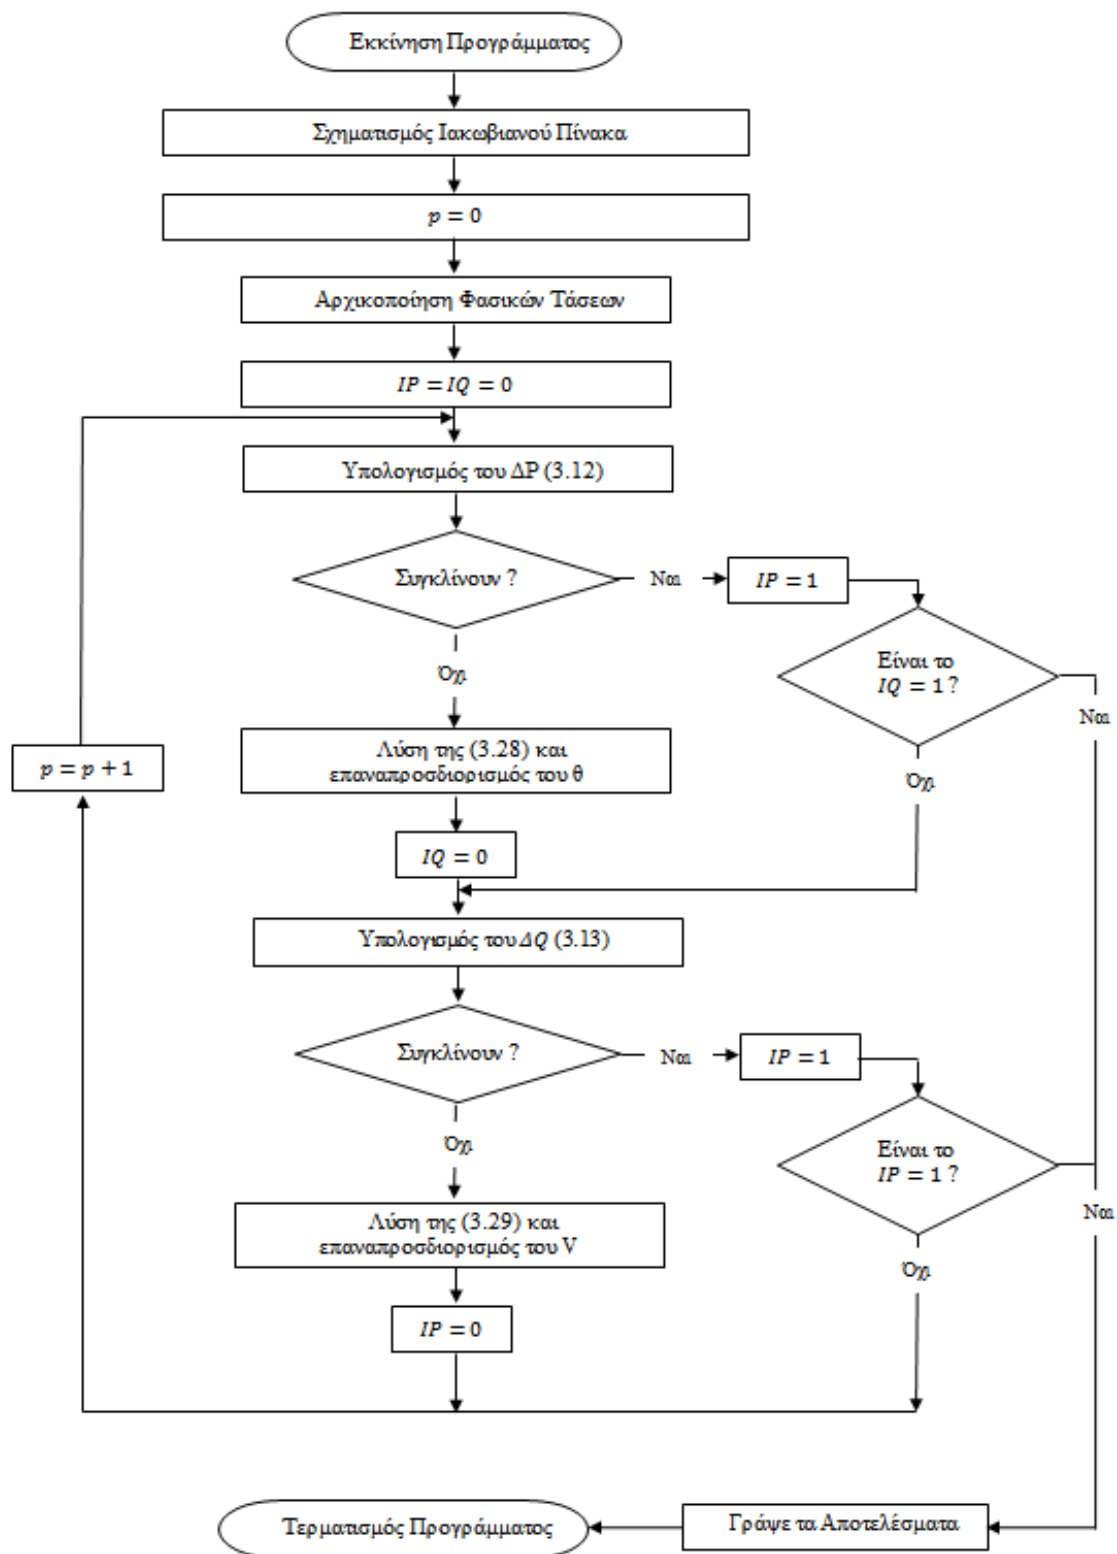 Εκκίνηση Προγράμματος
Σχηματισμός Ιακωβιανού Πίνακα
p = 0
Αρχικοποίηση Φασικών Τάσεων
IP = IQ = 0
Υπολογισμός του ΔP (3.12)
Συγκλίνουν ?
Ναι
IP = 1
Είναι το
IQ = 1 ?
Ναι
Όχι
Όχι
Λύση της (3.28) και
επαναπροσδιορισμός του θ
p = p + 1
IQ = 0
Υπολογισμός του ΔQ (3.13)
Συγκλίνουν ?
Ναι
IP = 1
Είναι το
IP = 1 ?
Ναι
Όχι
Όχι
Λύση της (3.29) και
επαναπροσδιορισμός του V
IP = 0
Τερματισμός Προγράμματος
Γράψε τα Αποτελέσματα